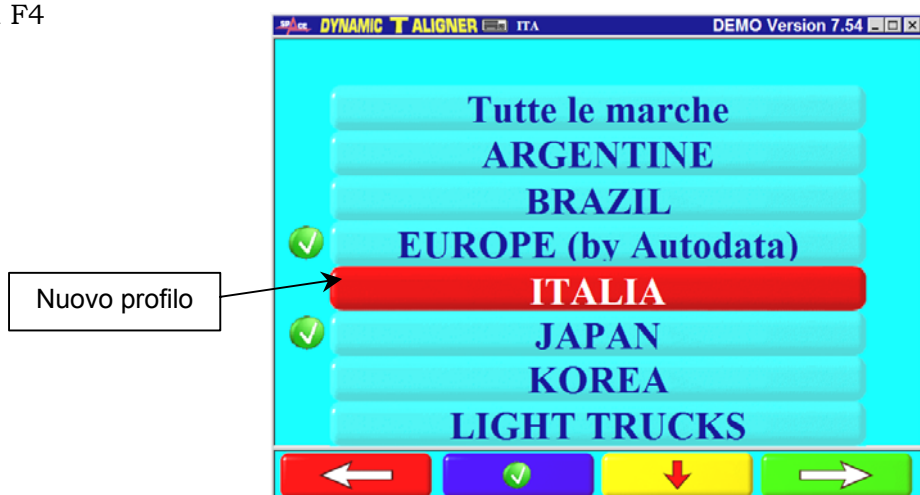 F4
SPACE DYNAMIC T ALIGNER ITA DEMO Version 7.54
Tutte le marche
ARGENTINE
BRAZIL
EUROPE (by Autodata)
Nuovo profilo
ITALIA
JAPAN
KOREA
LIGHT TRUCKS